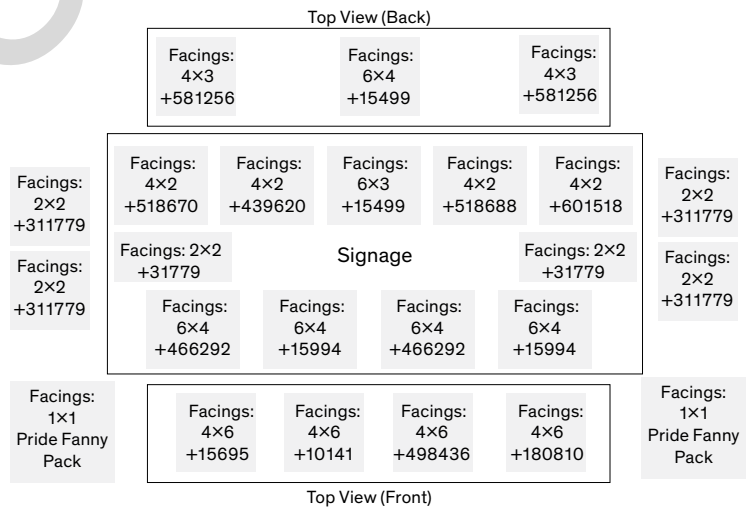 Top View (Back)
Facings:
4×3
+581256
Facings:
6×4
+15499
Facings:
4×3
+581256
Facings:
4×2
+518670
Facings:
4×2
+439620
Facings:
6×3
+15499
Facings:
4×2
+518688
Facings:
4×2
+601518
Facings:
2×2
+311779
Facings:
2×2
+311779
Facings: 2×2
+31779
Signage
Facings: 2×2
+31779
Facings:
2×2
+311779
Facings:
2×2
+311779
Facings:
6×4
+466292
Facings:
6×4
+15994
Facings:
6×4
+466292
Facings:
6×4
+15994
Facings:
1×1
Pride Fanny
Pack
Facings:
4×6
+15695
Facings:
4×6
+10141
Facings:
4×6
+498436
Facings:
4×6
+180810
Facings:
1×1
Pride Fanny
Pack
Top View (Front)